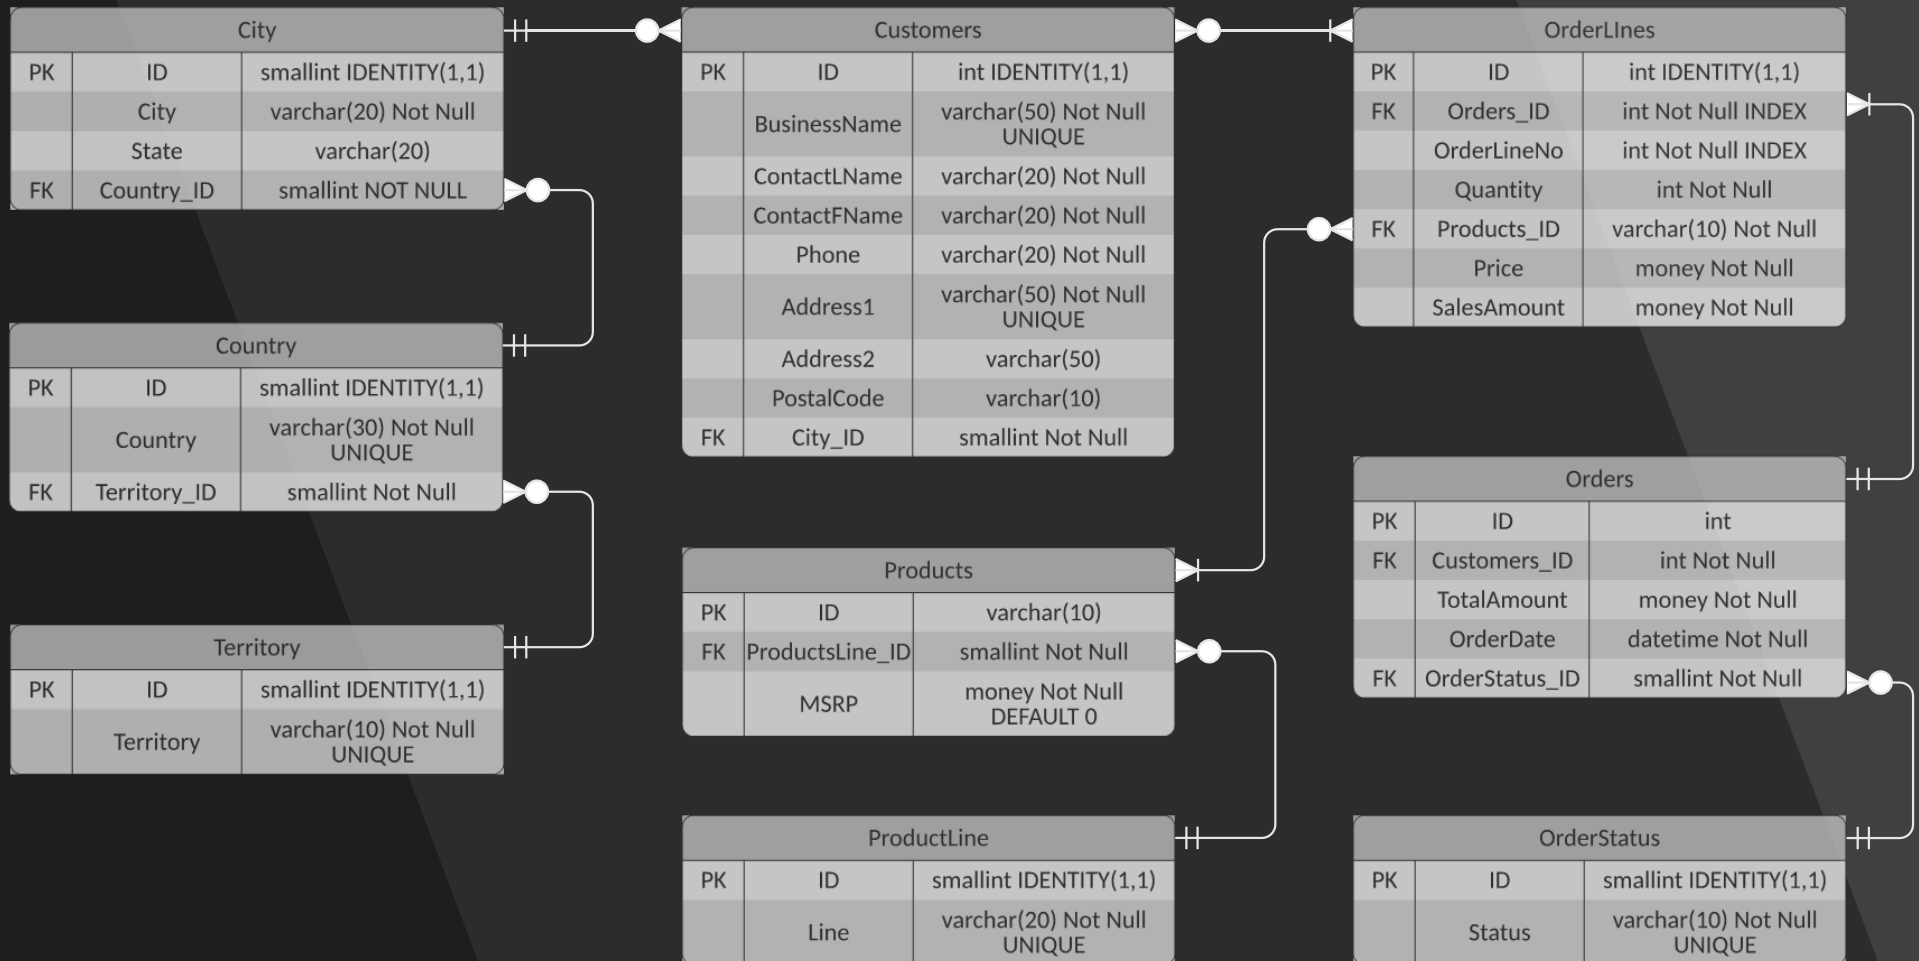 City
PK ID smallint IDENTITY(1,1)
City varchar(20) Not Null
State varchar(20)
FK Country_ID smallint NOT NULL
Country
PK ID smallint IDENTITY(1,1)
Country varchar(30) Not Null
UNIQUE
FK Territory_ID smallint Not Null
Territory
PK ID smallint IDENTITY(1,1)
Territory varchar(10) Not Null
UNIQUE
Customers
PK ID int IDENTITY(1,1)
BusinessName varchar(50) Not Null
UNIQUE
ContactLName varchar(20) Not Null
ContactFName varchar(20) Not Null
Phone varchar(20) Not Null
Address1 varchar(50) Not Null
UNIQUE
Address2 varchar(50)
PostalCode varchar(10)
FK City_ID smallint Not Null
Products
PK ID varchar(10)
FK ProductsLine_ID smallint Not Null
MSRP money Not Null
DEFAULT 0
ProductLine
PK ID smallint IDENTITY(1,1)
Line varchar(20) Not Null
UNIQUE
OrderLInes
PK ID int IDENTITY(1,1)
FK Orders_ID int Not Null INDEX
OrderLineNo int Not Null INDEX
Quantity int Not Null
FK Products_ID varchar(10) Not Null
Price money Not Null
SalesAmount money Not Null
Orders
PK ID int
FK Customers_ID int Not Null
TotalAmount money Not Null
OrderDate datetime Not Null
FK OrderStatus_ID smallint Not Null
OrderStatus
PK ID smallint IDENTITY(1,1)
Status varchar(10) Not Null
UNIQUE